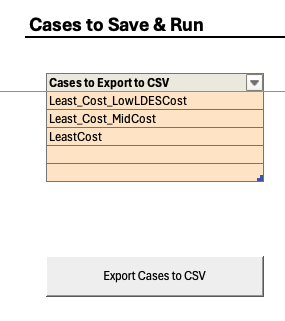 Cases to Save & Run
Cases to Export to CSV
Least_Cost_LowLDESCost
Least_Cost_MidCost
LeastCost
Export Cases to CSV